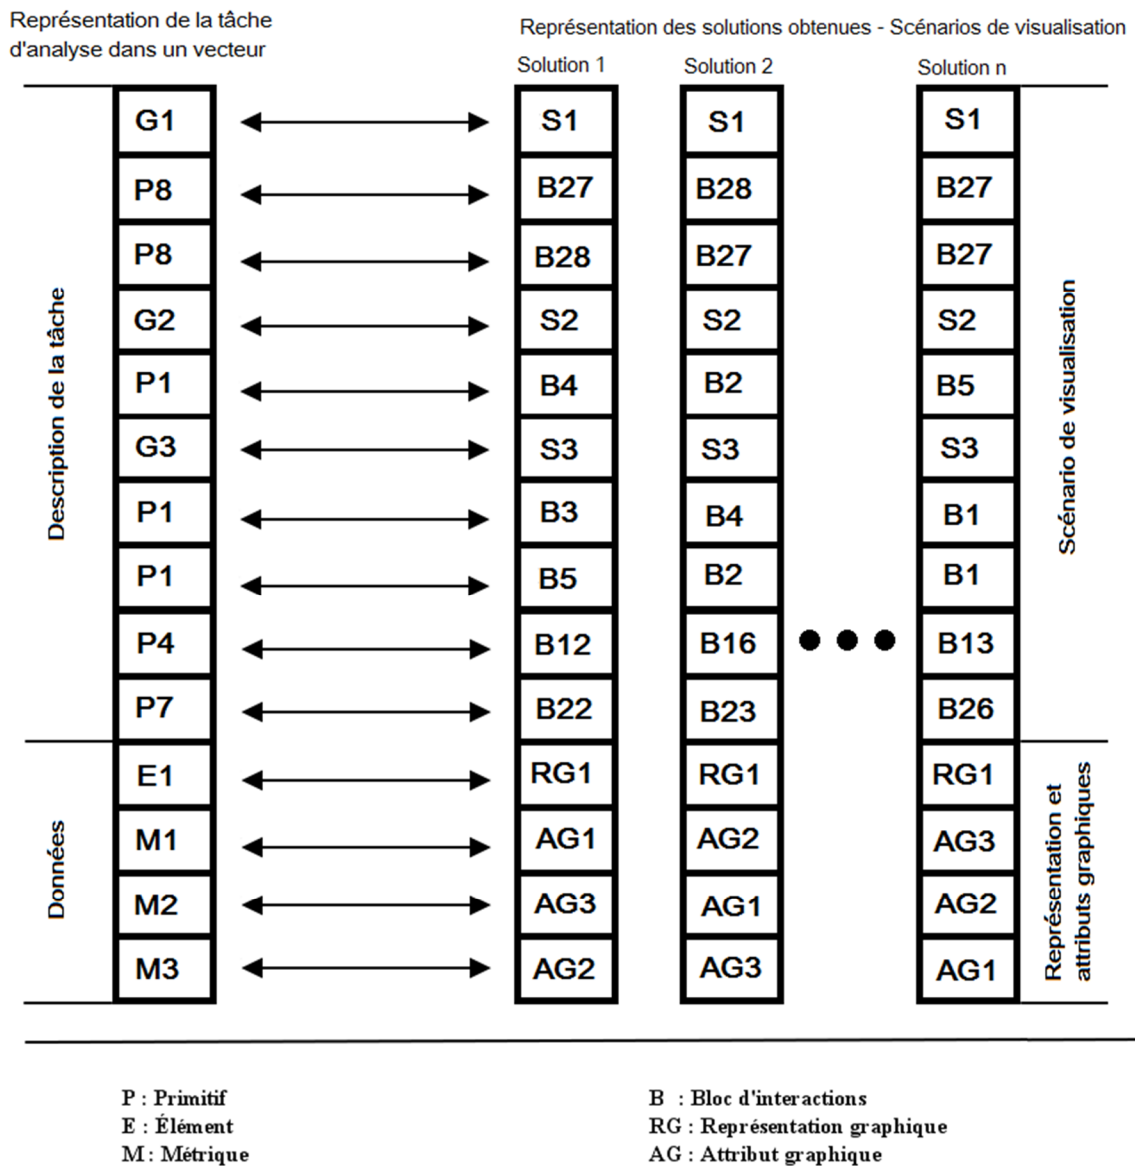 Représentation de la tâche
d'analyse dans un vecteur
Représentation des solutions obtenues - Scénarios de visualisation
Solution 1 Solution 2 Solution n
G1 S1 S1 S1
P8 B27 B28 B27
P8 B28 B27 B27
G2 S2 S2 S2
P1 B4 B2 B5
G3 S3 S3 S3
P1 B3 B4 B1
P1 B5 B2 B1
P4 B12 B16 B13
P7 B22 B23 B26
E1 RG1 RG1 RG1
M1 AG1 AG2 AG3
M2 AG3 AG1 AG2
M3 AG2 AG3 AG1
Description de la tâche
Données
Scénario de visualisation
Représentation et
attributs graphiques
P : Primitif
E : Élément
M : Métrique
B : Bloc d'interactions
RG : Représentation graphique
AG : Attribut graphique